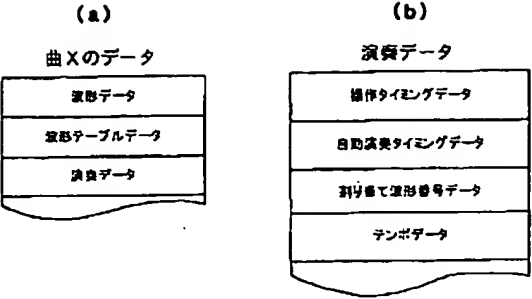 (a)
曲Xのデータ
波形データ
波形テーブルデータ
演奏データ
(b)
演奏データ
操作タイミングデータ
自動演奏タイミングデータ
割り当て波形番号データ
テンポデータ